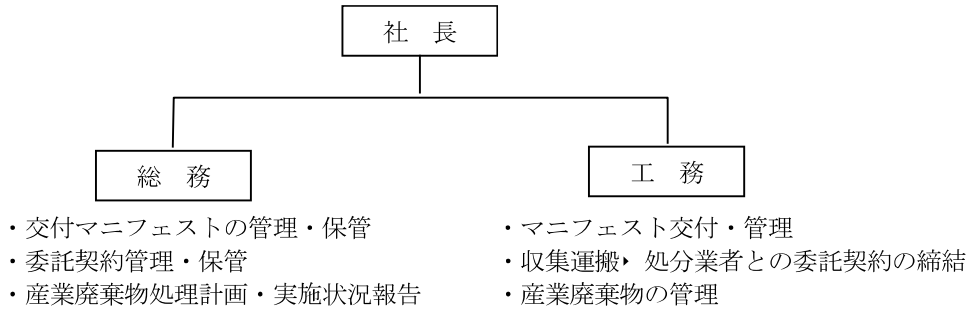 社　長
総　務
工　務
・交付マニフェストの管理・保管
・委託契約管理・保管
・産業廃棄物処理計画・実施状況報告
・マニフェスト交付・管理
・収集運搬・処分業者との委託契約の締結
・産業廃棄物の管理